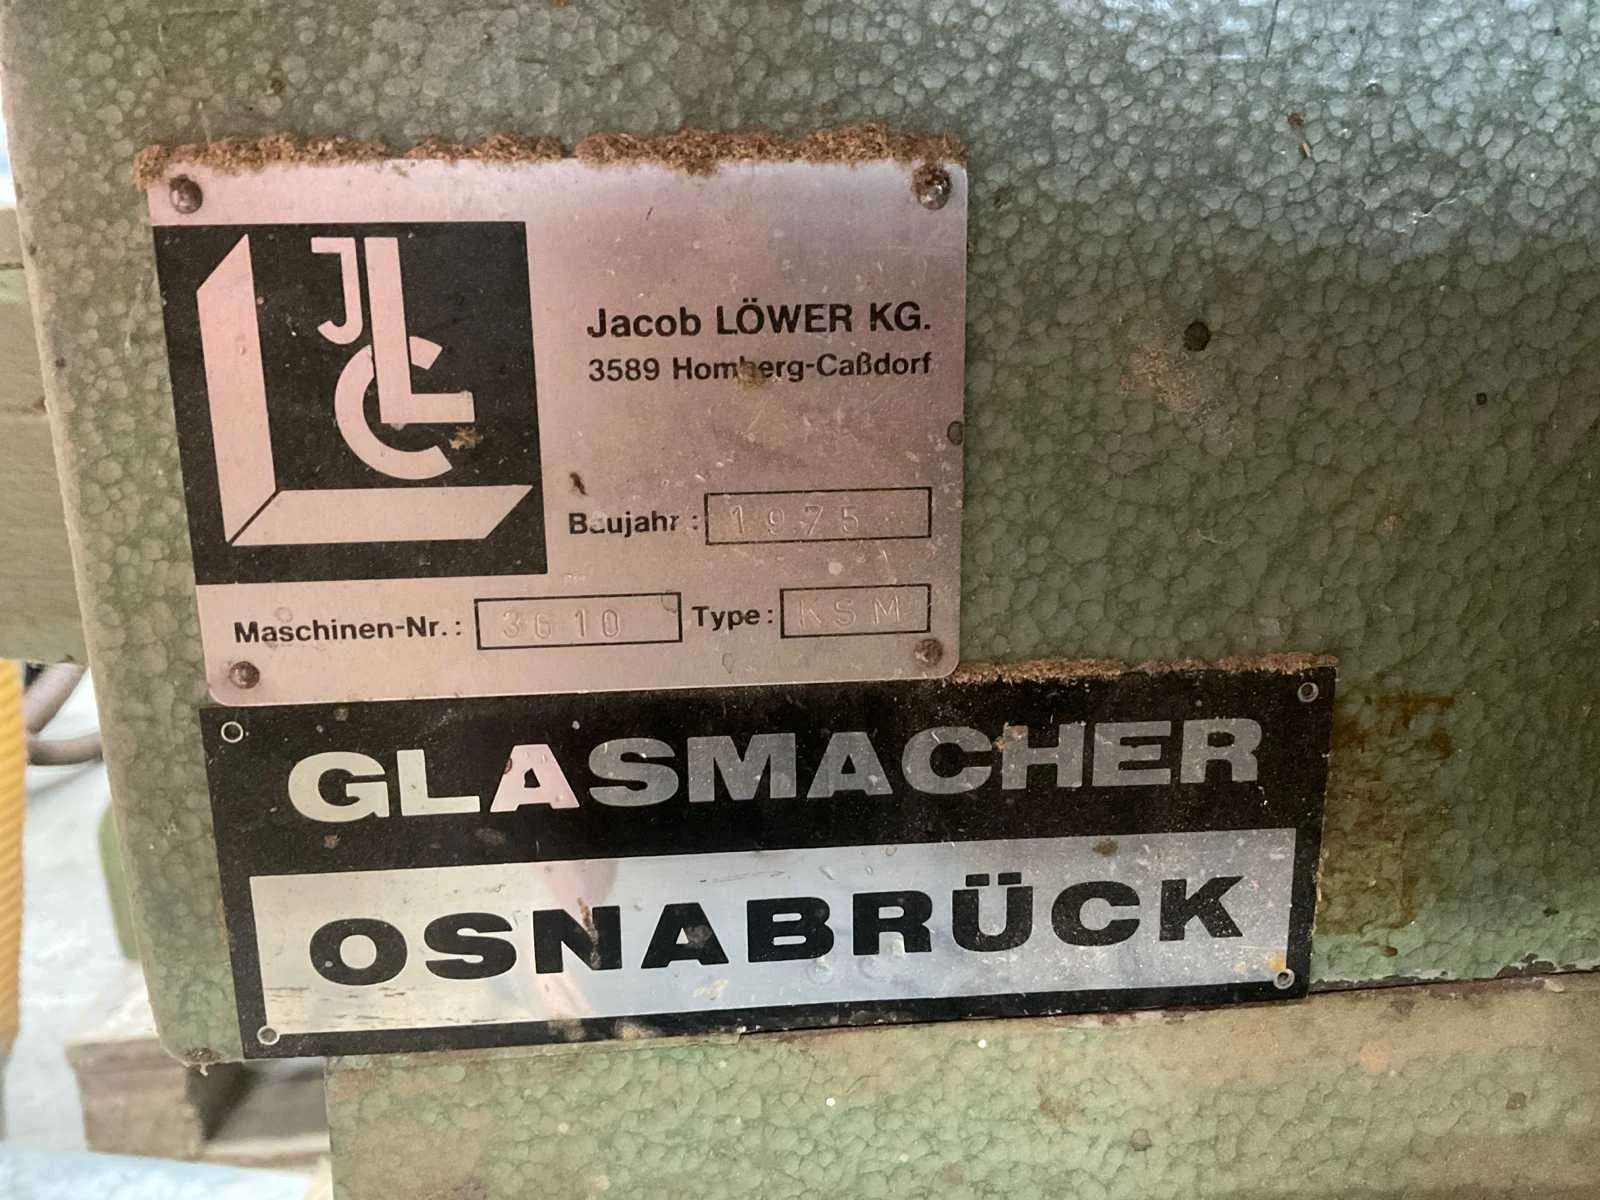 JLC
Jacob LÖWER KG.
3589 Homberg-Caßdorf
Baujahr: 1975
Maschinen-Nr.: 3610 Type: KSM
GLASMACHER
OSNABRÜCK